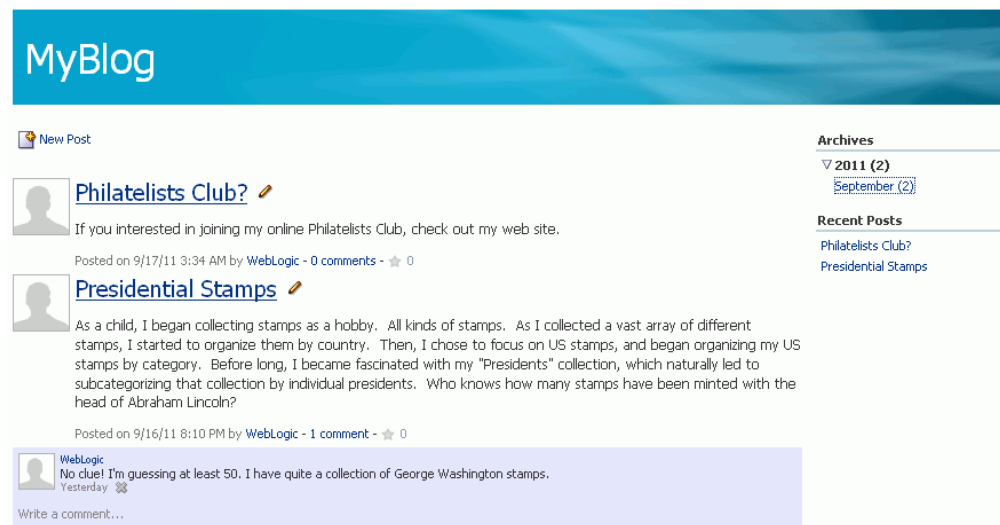 MyBlog
New Post
Philatelists Club?
If you interested in joining my online Philatelists Club, check out my web site.
Posted on 9/17/11 3:34 AM by WebLogic - 0 comments - 0
Presidential Stamps
As a child, I began collecting stamps as a hobby. All kinds of stamps. As I collected a vast array of different
stamps, I started to organize them by country. Then, I chose to focus on US stamps, and began organizing my US
stamps by category. Before long, I became fascinated with my "Presidents" collection, which naturally led to
subcategorizing that collection by individual presidents. Who knows how many stamps have been minted with the
head of Abraham Lincoln?
Posted on 9/16/11 8:10 PM by WebLogic - 1 comment - 0
WebLogic
No clue! I'm guessing at least 50. I have quite a collection of George Washington stamps.
Yesterday
Write a comment...
Archives
2011 (2)
September (2)
Recent Posts
Philatelists Club?
Presidential Stamps